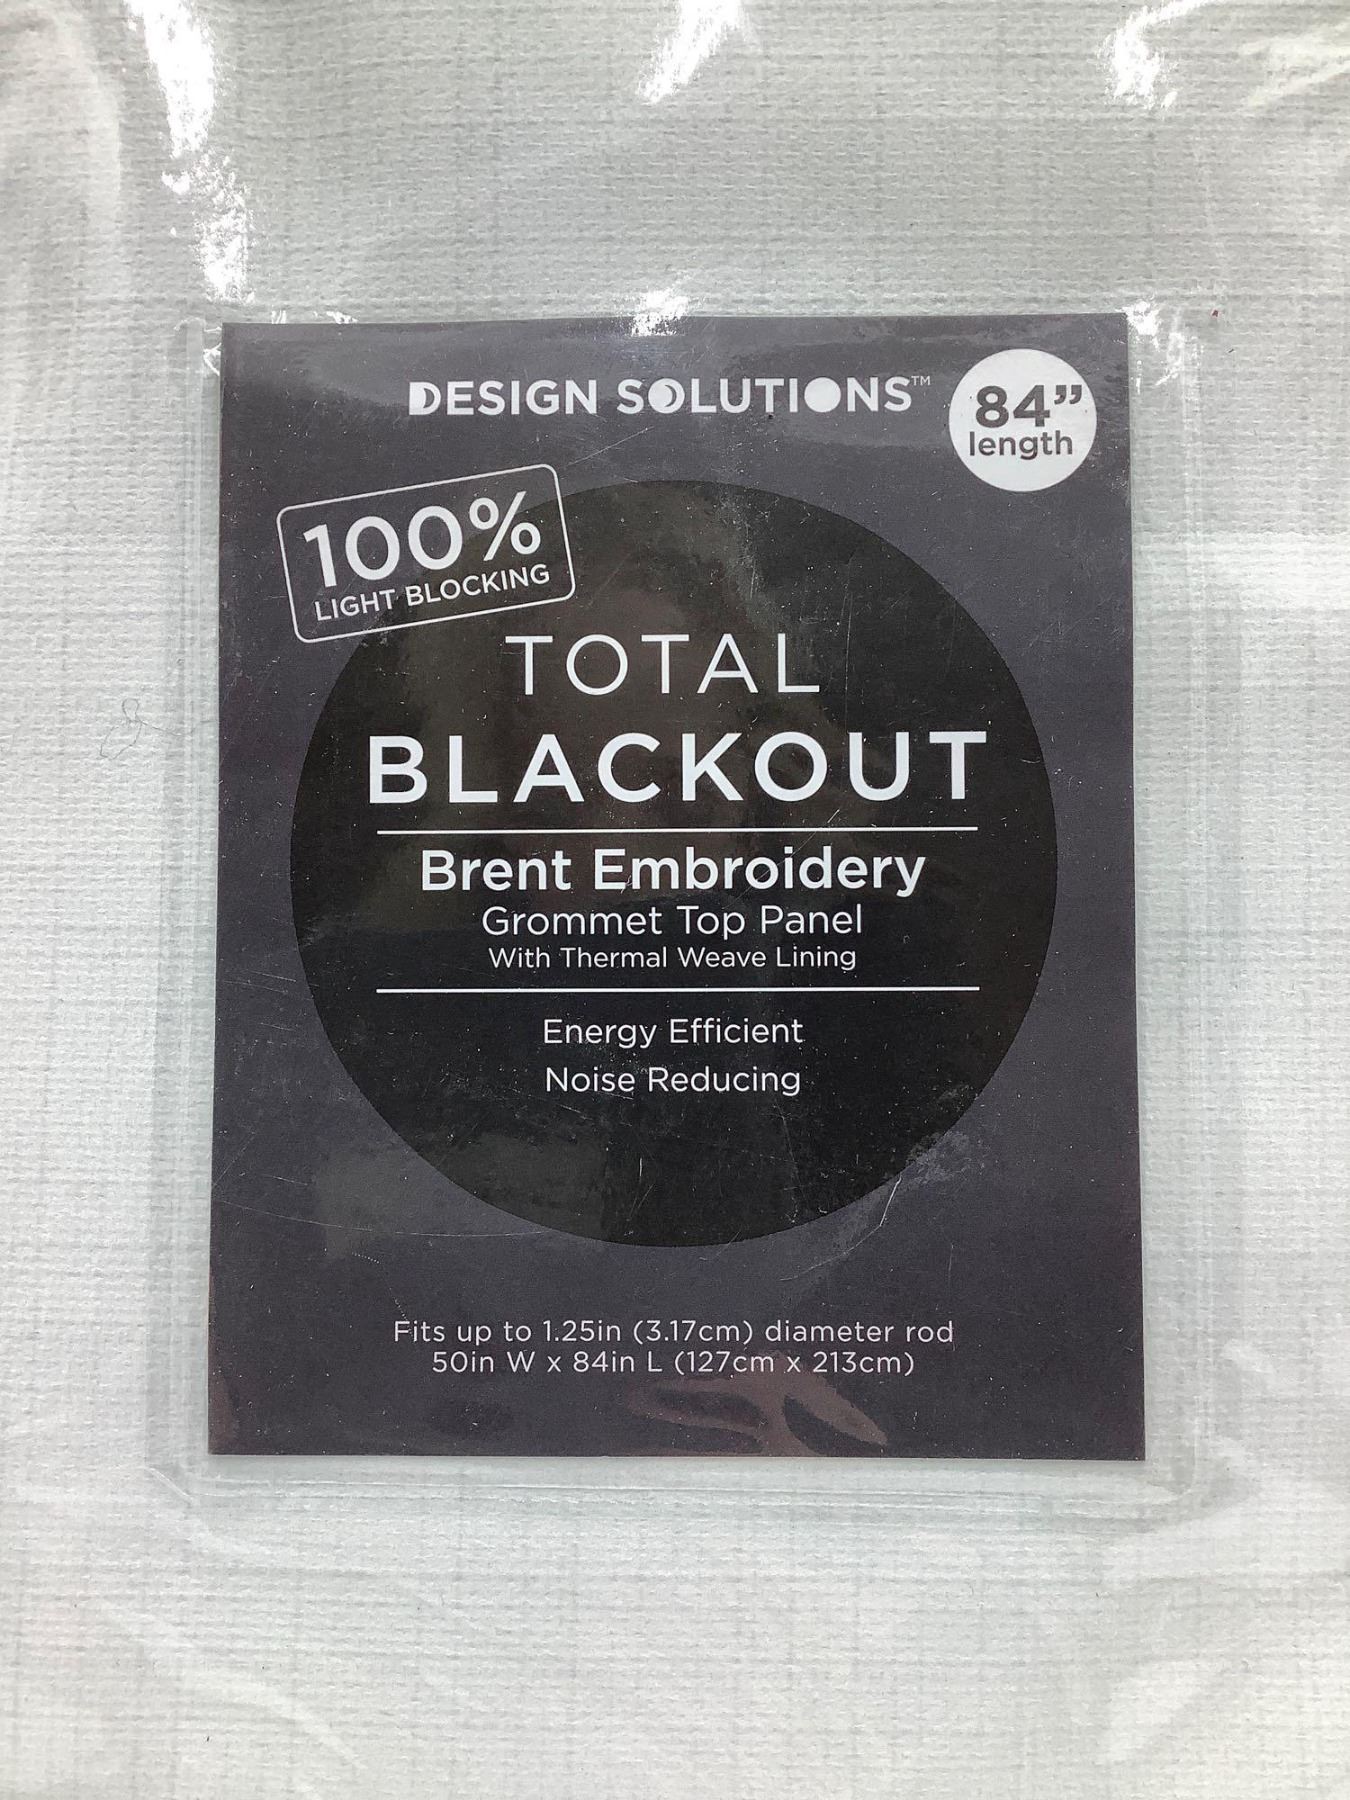 DESIGN SOLUTIONS™
84”
length
100%
LIGHT BLOCKING
TOTAL
BLACKOUT
Brent Embroidery
Grommet Top Panel
With Thermal Weave Lining
Energy Efficient
Noise Reducing
Fits up to 1.25in (3.17cm) diameter rod
50in W x 84in L (127cm x 213cm)